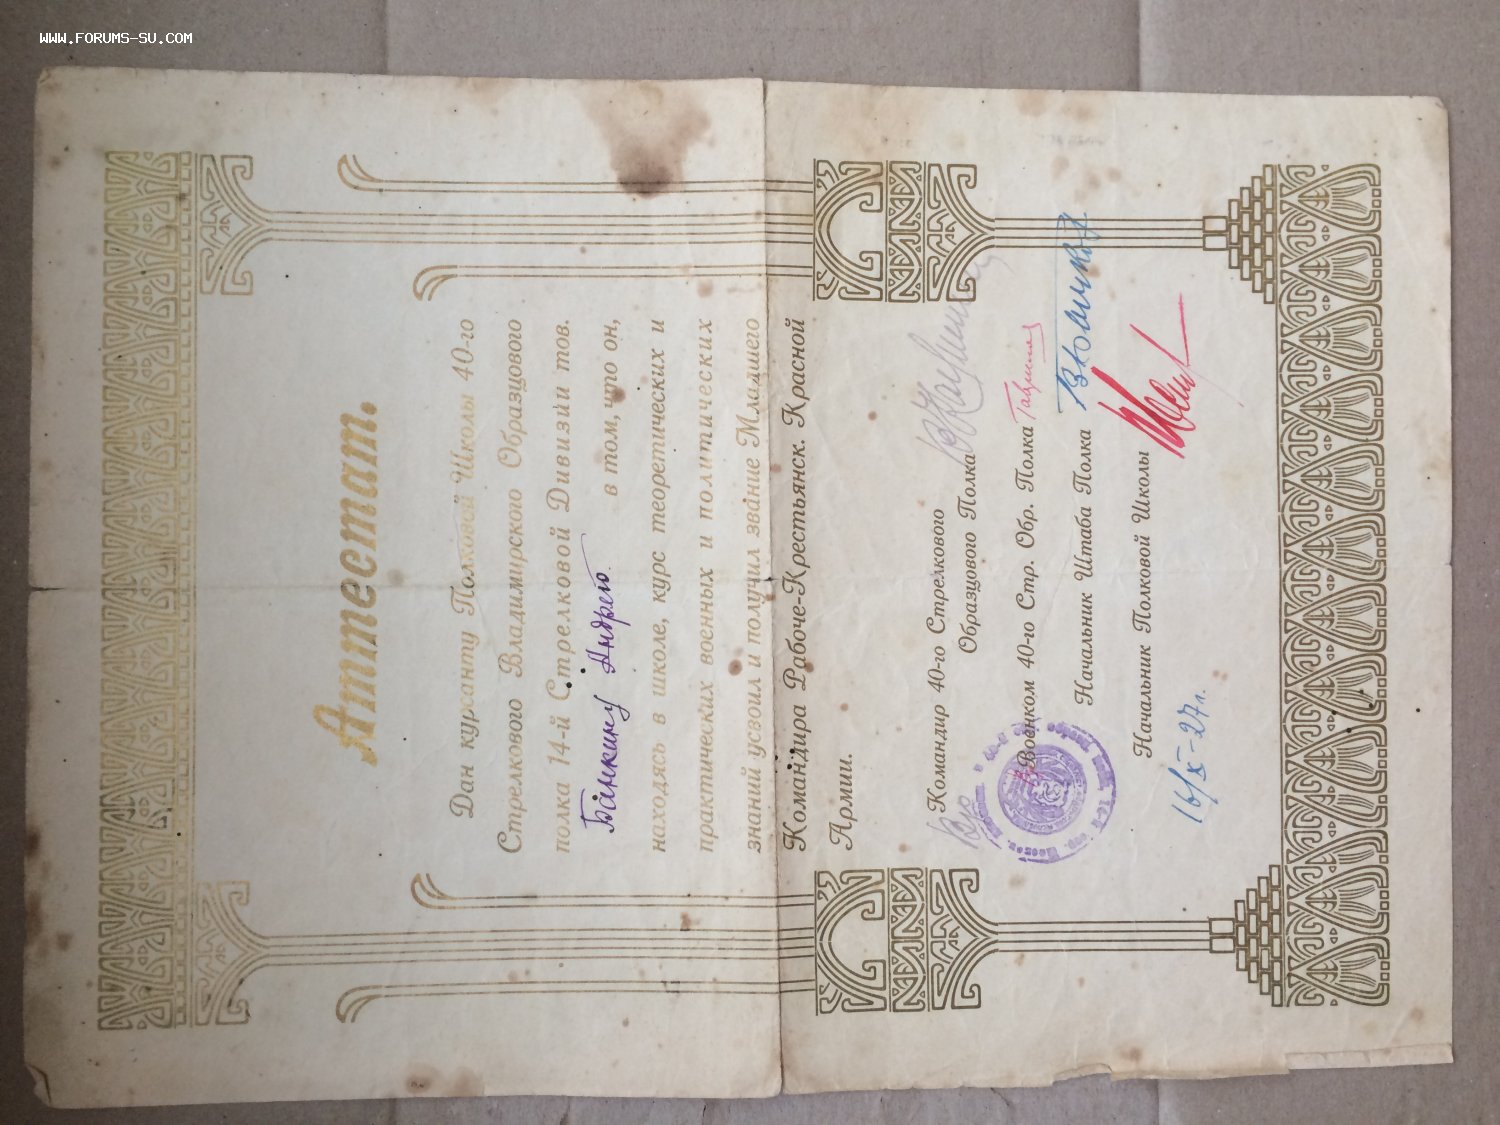 WWW.FORUMS-SU.COM
Аттестат.
Дан курсанту Полковой Школы 40-го
Стрелкового Владимирского Образцового
полка 14-й Стрелковой Дивизии тов.
Банкину Андрею. в том, что он,
находясь в школе, курс теоретических и
практических военных и политических
знаний усвоил и получил звание Младшего
Командира Рабоче-Крестьянск. Красной
Армии.
Вр Командир 40-го Стрелкового
Образцового Полка
Военком 40-го Стр. Обр. Полка
Начальник Штаба Полка
Начальник Полковой Школы
16/X-27г.